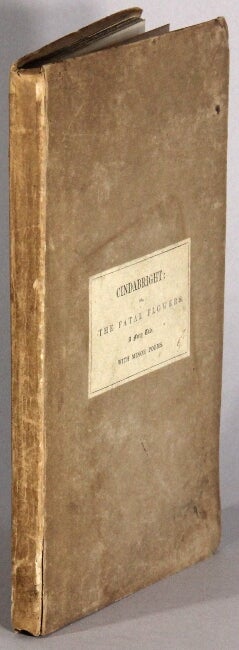 CINDABRIGHT;
or,
THE FATAL FLOWERS.
A Fairy Tale.
WITH MINOR POEMS.